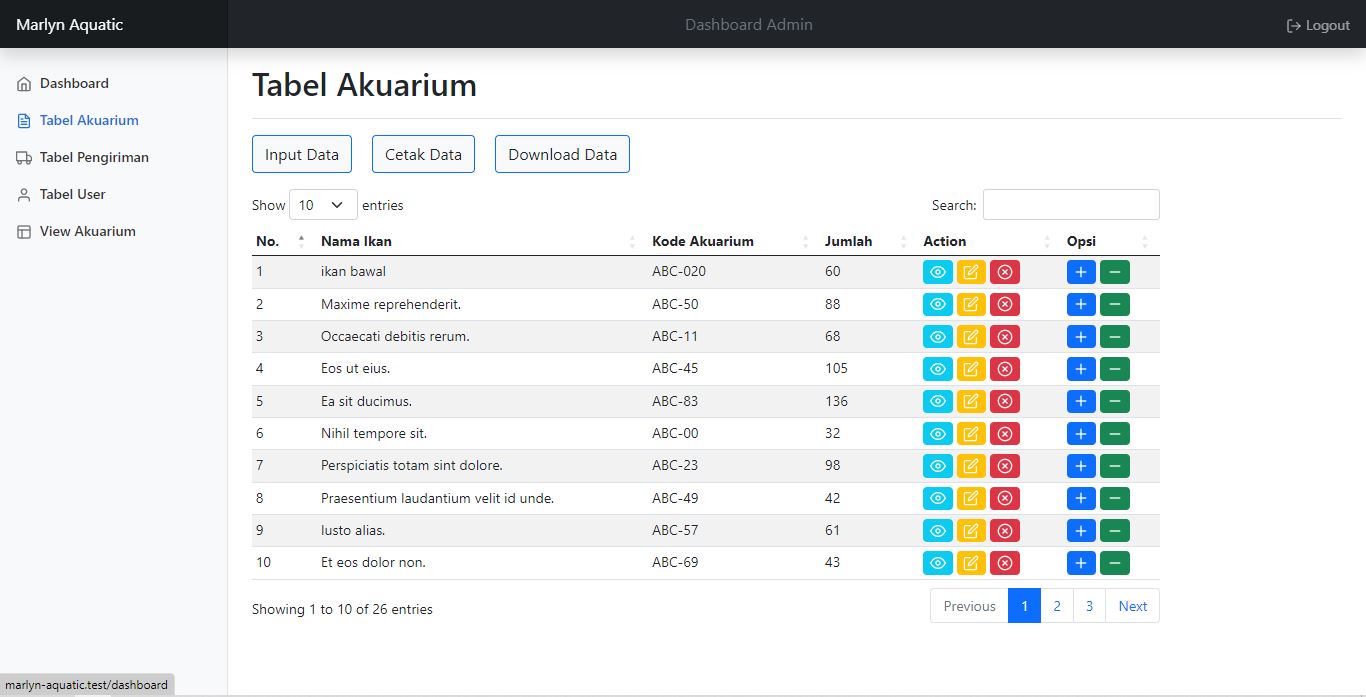 Marlyn Aquatic
Dashboard Admin
Logout
Dashboard
Tabel Akuarium
Tabel Pengiriman
Tabel User
View Akuarium
Tabel Akuarium
Input Data Cetak Data Download Data
Show 10 entries Search:
No. Nama Ikan Kode Akuarium Jumlah Action Opsi
1 ikan bawal ABC-020 60
2 Maxime reprehenderit. ABC-50 88
3 Occaecati debitis rerum. ABC-11 68
4 Eos ut eius. ABC-45 105
5 Ea sit ducimus. ABC-83 136
6 Nihil tempore sit. ABC-00 32
7 Perspiciatis totam sint dolore. ABC-23 98
8 Praesentium laudantium velit id unde. ABC-49 42
9 Iusto alias. ABC-57 61
10 Et eos dolor non. ABC-69 43
Showing 1 to 10 of 26 entries Previous 1 2 3 Next
marlyn-aquatic.test/dashboard